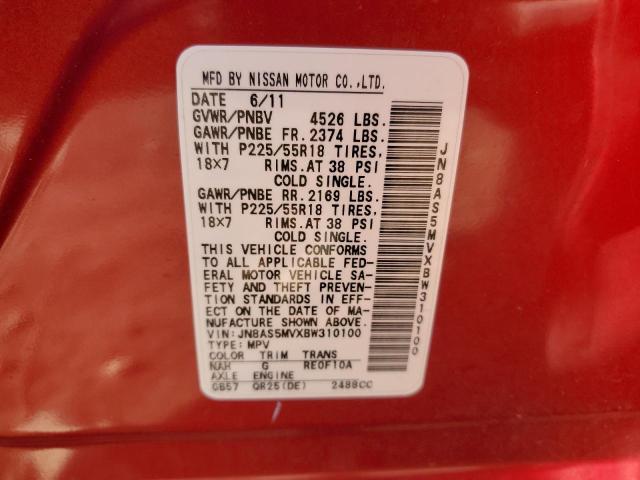 MFD BY NISSAN MOTOR CO.,LTD.
DATE 6/11
GVWR/PNBV 4526 LBS.
GAWR/PNBE FR. 2374 LBS.
WITH P225/55R18 TIRES,
18X7 RIMS.AT 38 PSI
COLD SINGLE.
GAWR/PNBE RR. 2169 LBS.
WITH P225/55R18 TIRES,
18X7 RIMS.AT 38 PSI
COLD SINGLE.
THIS VEHICLE CONFORMS
TO ALL APPLICABLE FED-
ERAL MOTOR VEHICLE SA-
FETY AND THEFT PREVEN-
TION STANDARDS IN EFF-
ECT ON THE DATE OF MA-
NUFACTURE SHOWN ABOVE.
VIN:JN8AS5MVXBW310100
TYPE:MPV
COLOR TRIM TRANS
NAH G RE0F10A
AXLE ENGINE
GB57 QR25(DE) 2488CC
JN8AS5MVXBW310100